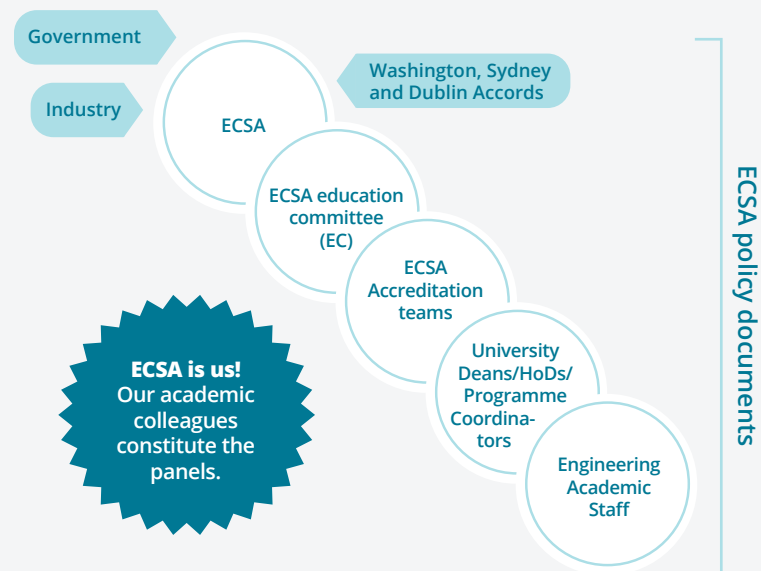 Government
Industry
Washington, Sydney
and Dublin Accords
ECSA
ECSA education
committee
(EC)
ECSA
Accreditation
teams
University
Deans/HoDs/
Programme
Coordina-
tors
Engineering
Academic
Staff
ECSA is us!
Our academic
colleagues
constitute the
panels.
ECSA policy documents